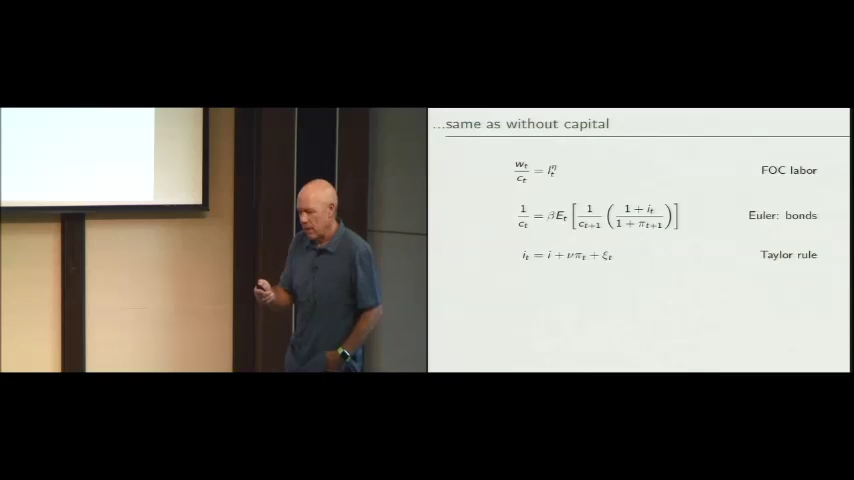 ...same as without capital
w_t / c_t = l_t^η FOC labor
1 / c_t = βE_t [ 1 / c_{t+1} ( 1 + i_t / 1 + π_{t+1} ) ] Euler: bonds
i_t = i + νπ_t + ξ_t Taylor rule